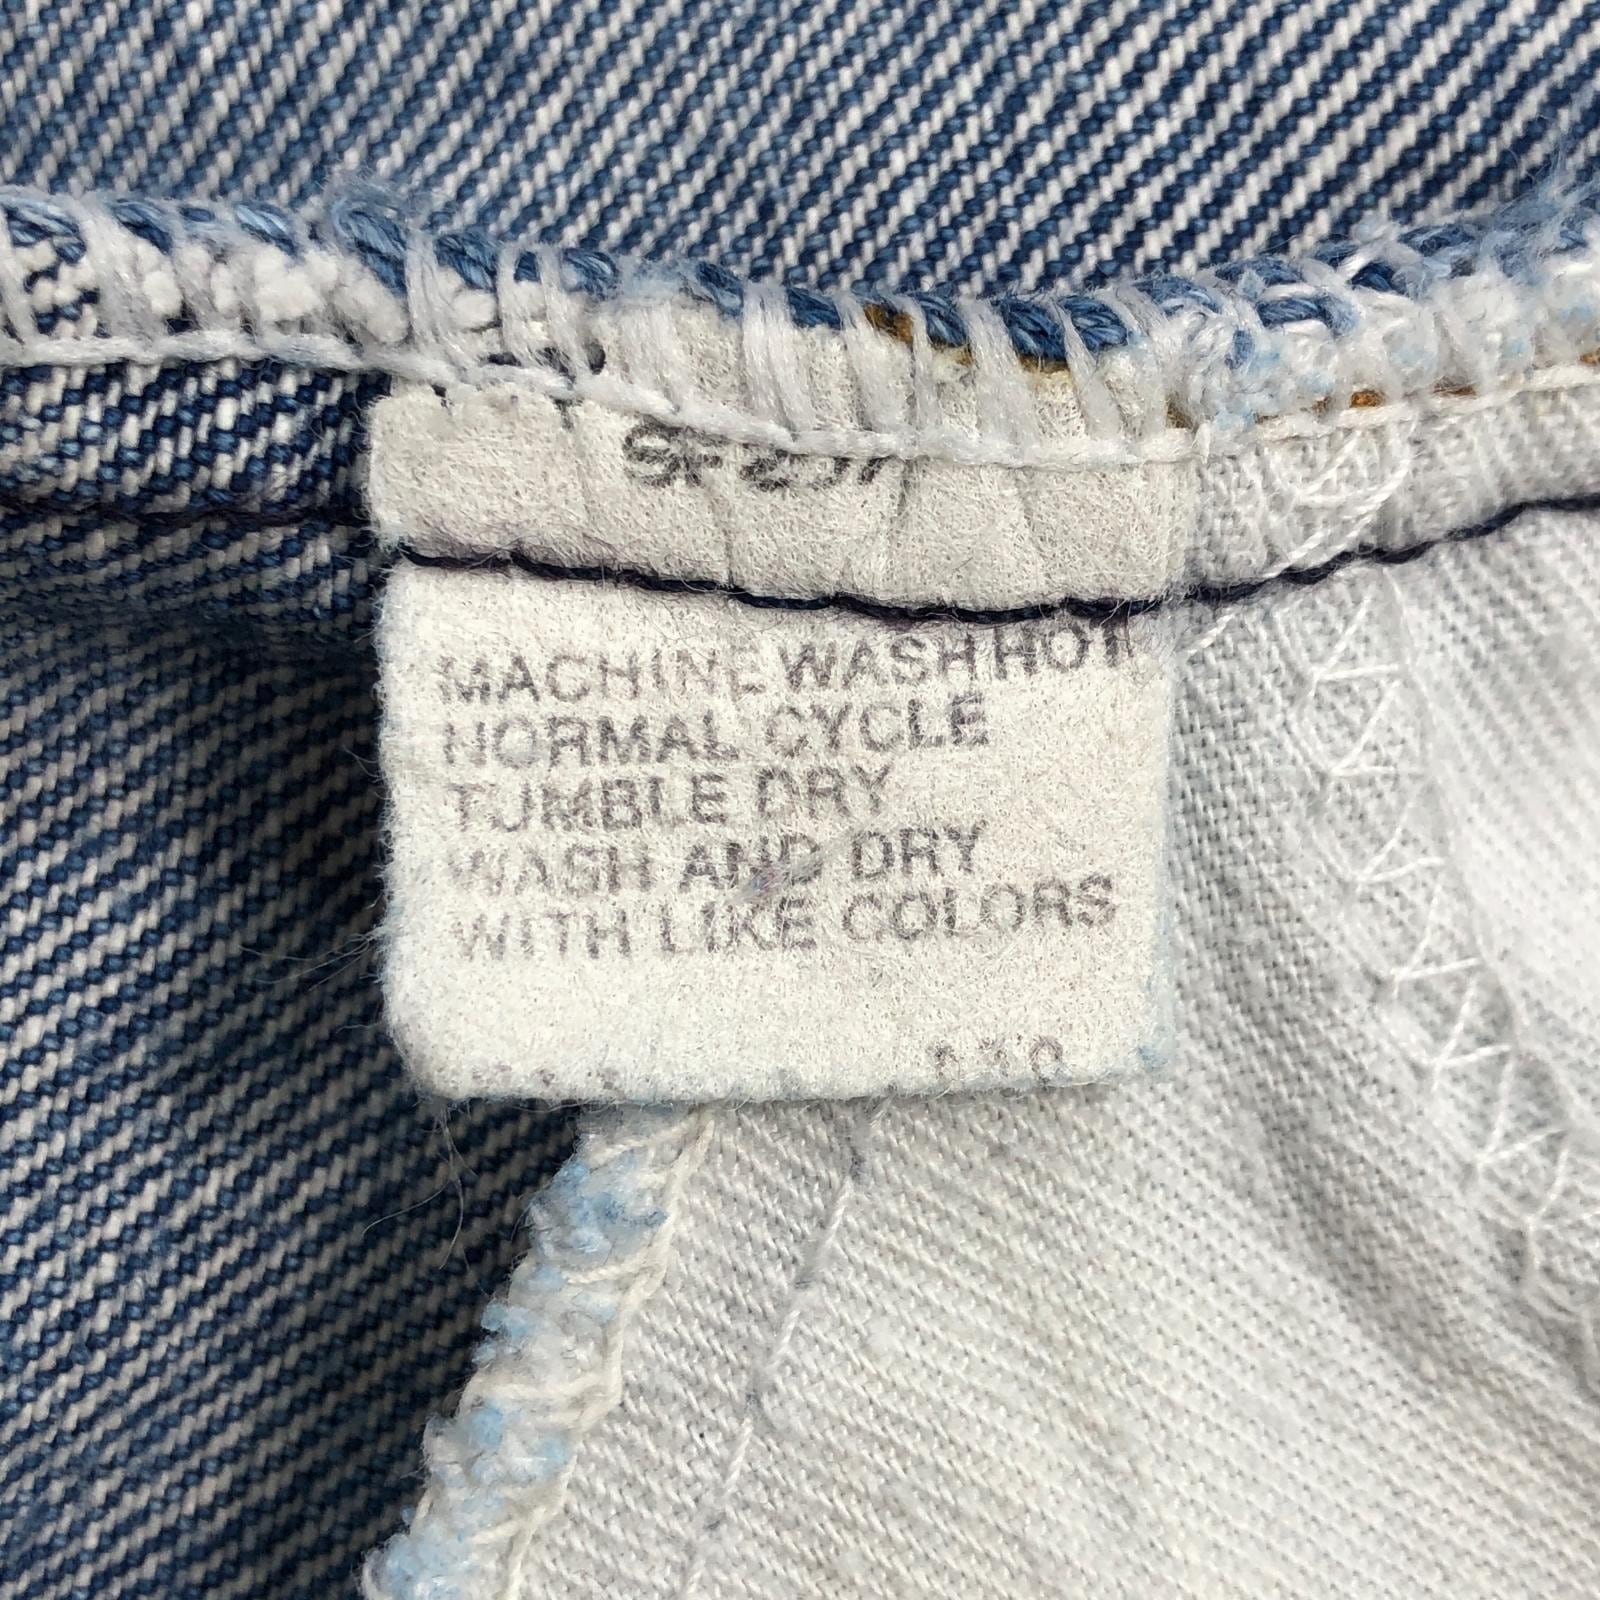 MACHINE WASH HOT
NORMAL CYCLE
TUMBLE DRY
WASH AND DRY
WITH LIKE COLORS